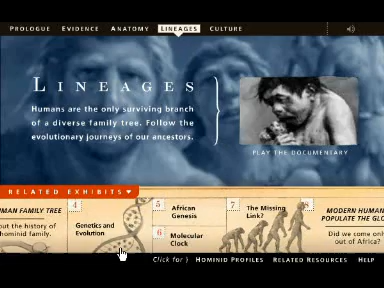 PROLOGUE EVIDENCE ANATOMY LINEAGES CULTURE
LINEAGES
Humans are the only surviving branch
of a diverse family tree. Follow the
evolutionary journeys of our ancestors.
PLAY THE DOCUMENTARY
RELATED EXHIBITS
MAN FAMILY TREE
out the history of
hominid family.
4
Genetics and
Evolution
5
African
Genesis
6
Molecular
Clock
7
The Missing
Link?
8
MODERN HUMAN
POPULATE THE GLO
Did we come onl
out of Africa?
Click for ) HOMINID PROFILES RELATED RESOURCES HELP